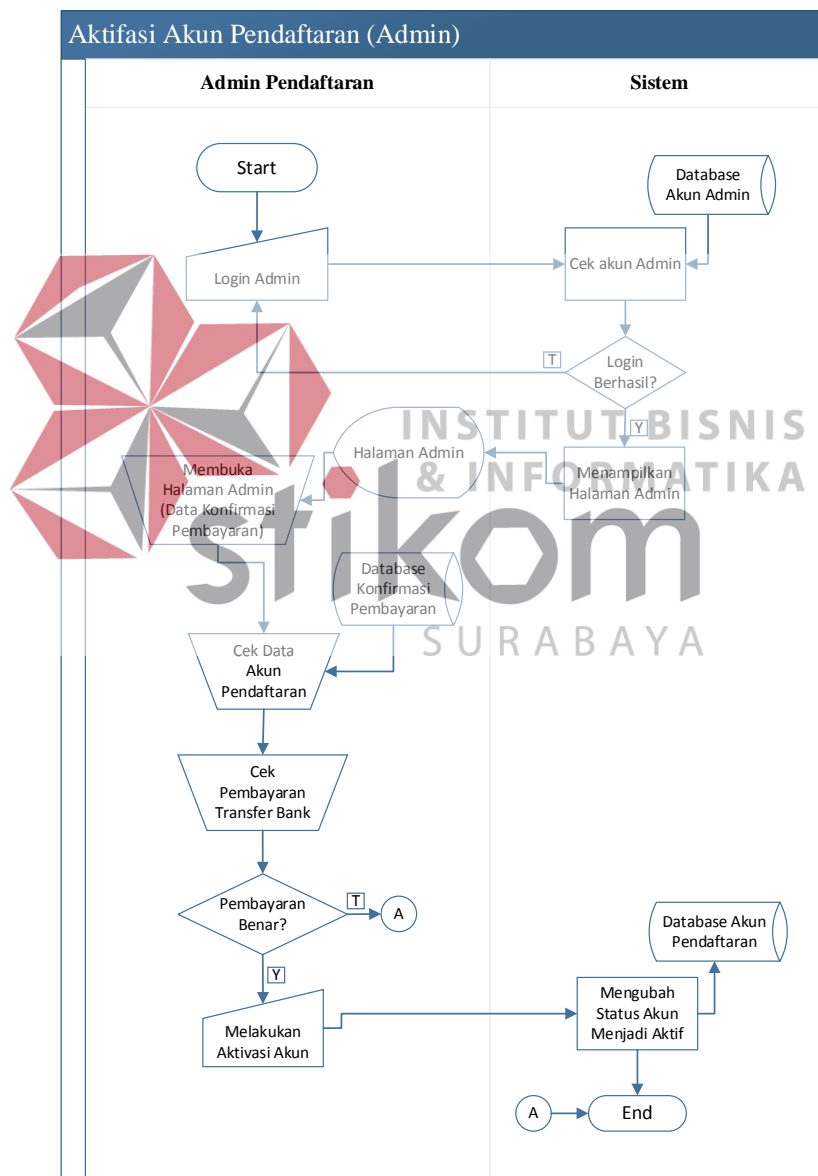 Aktifasi Akun Pendaftaran (Admin)
Admin Pendaftaran
Sistem
Start
Database
Akun Admin
Login Admin
Cek akun Admin
T
Login
Berhasil?
Y
INSTITUT BISNIS
& INFORMATIKA
stikom
SURABAYA
Halaman Admin
Menampilkan
Halaman Admin
Membuka
Halaman Admin
(Data Konfirmasi
Pembayaran)
Database
Konfirmasi
Pembayaran
Cek Data
Akun
Pendaftaran
Cek
Pembayaran
Transfer Bank
Pembayaran
Benar?
T
A
Y
Database Akun
Pendaftaran
Melakukan
Aktivasi Akun
Mengubah
Status Akun
Menjadi Aktif
A
End